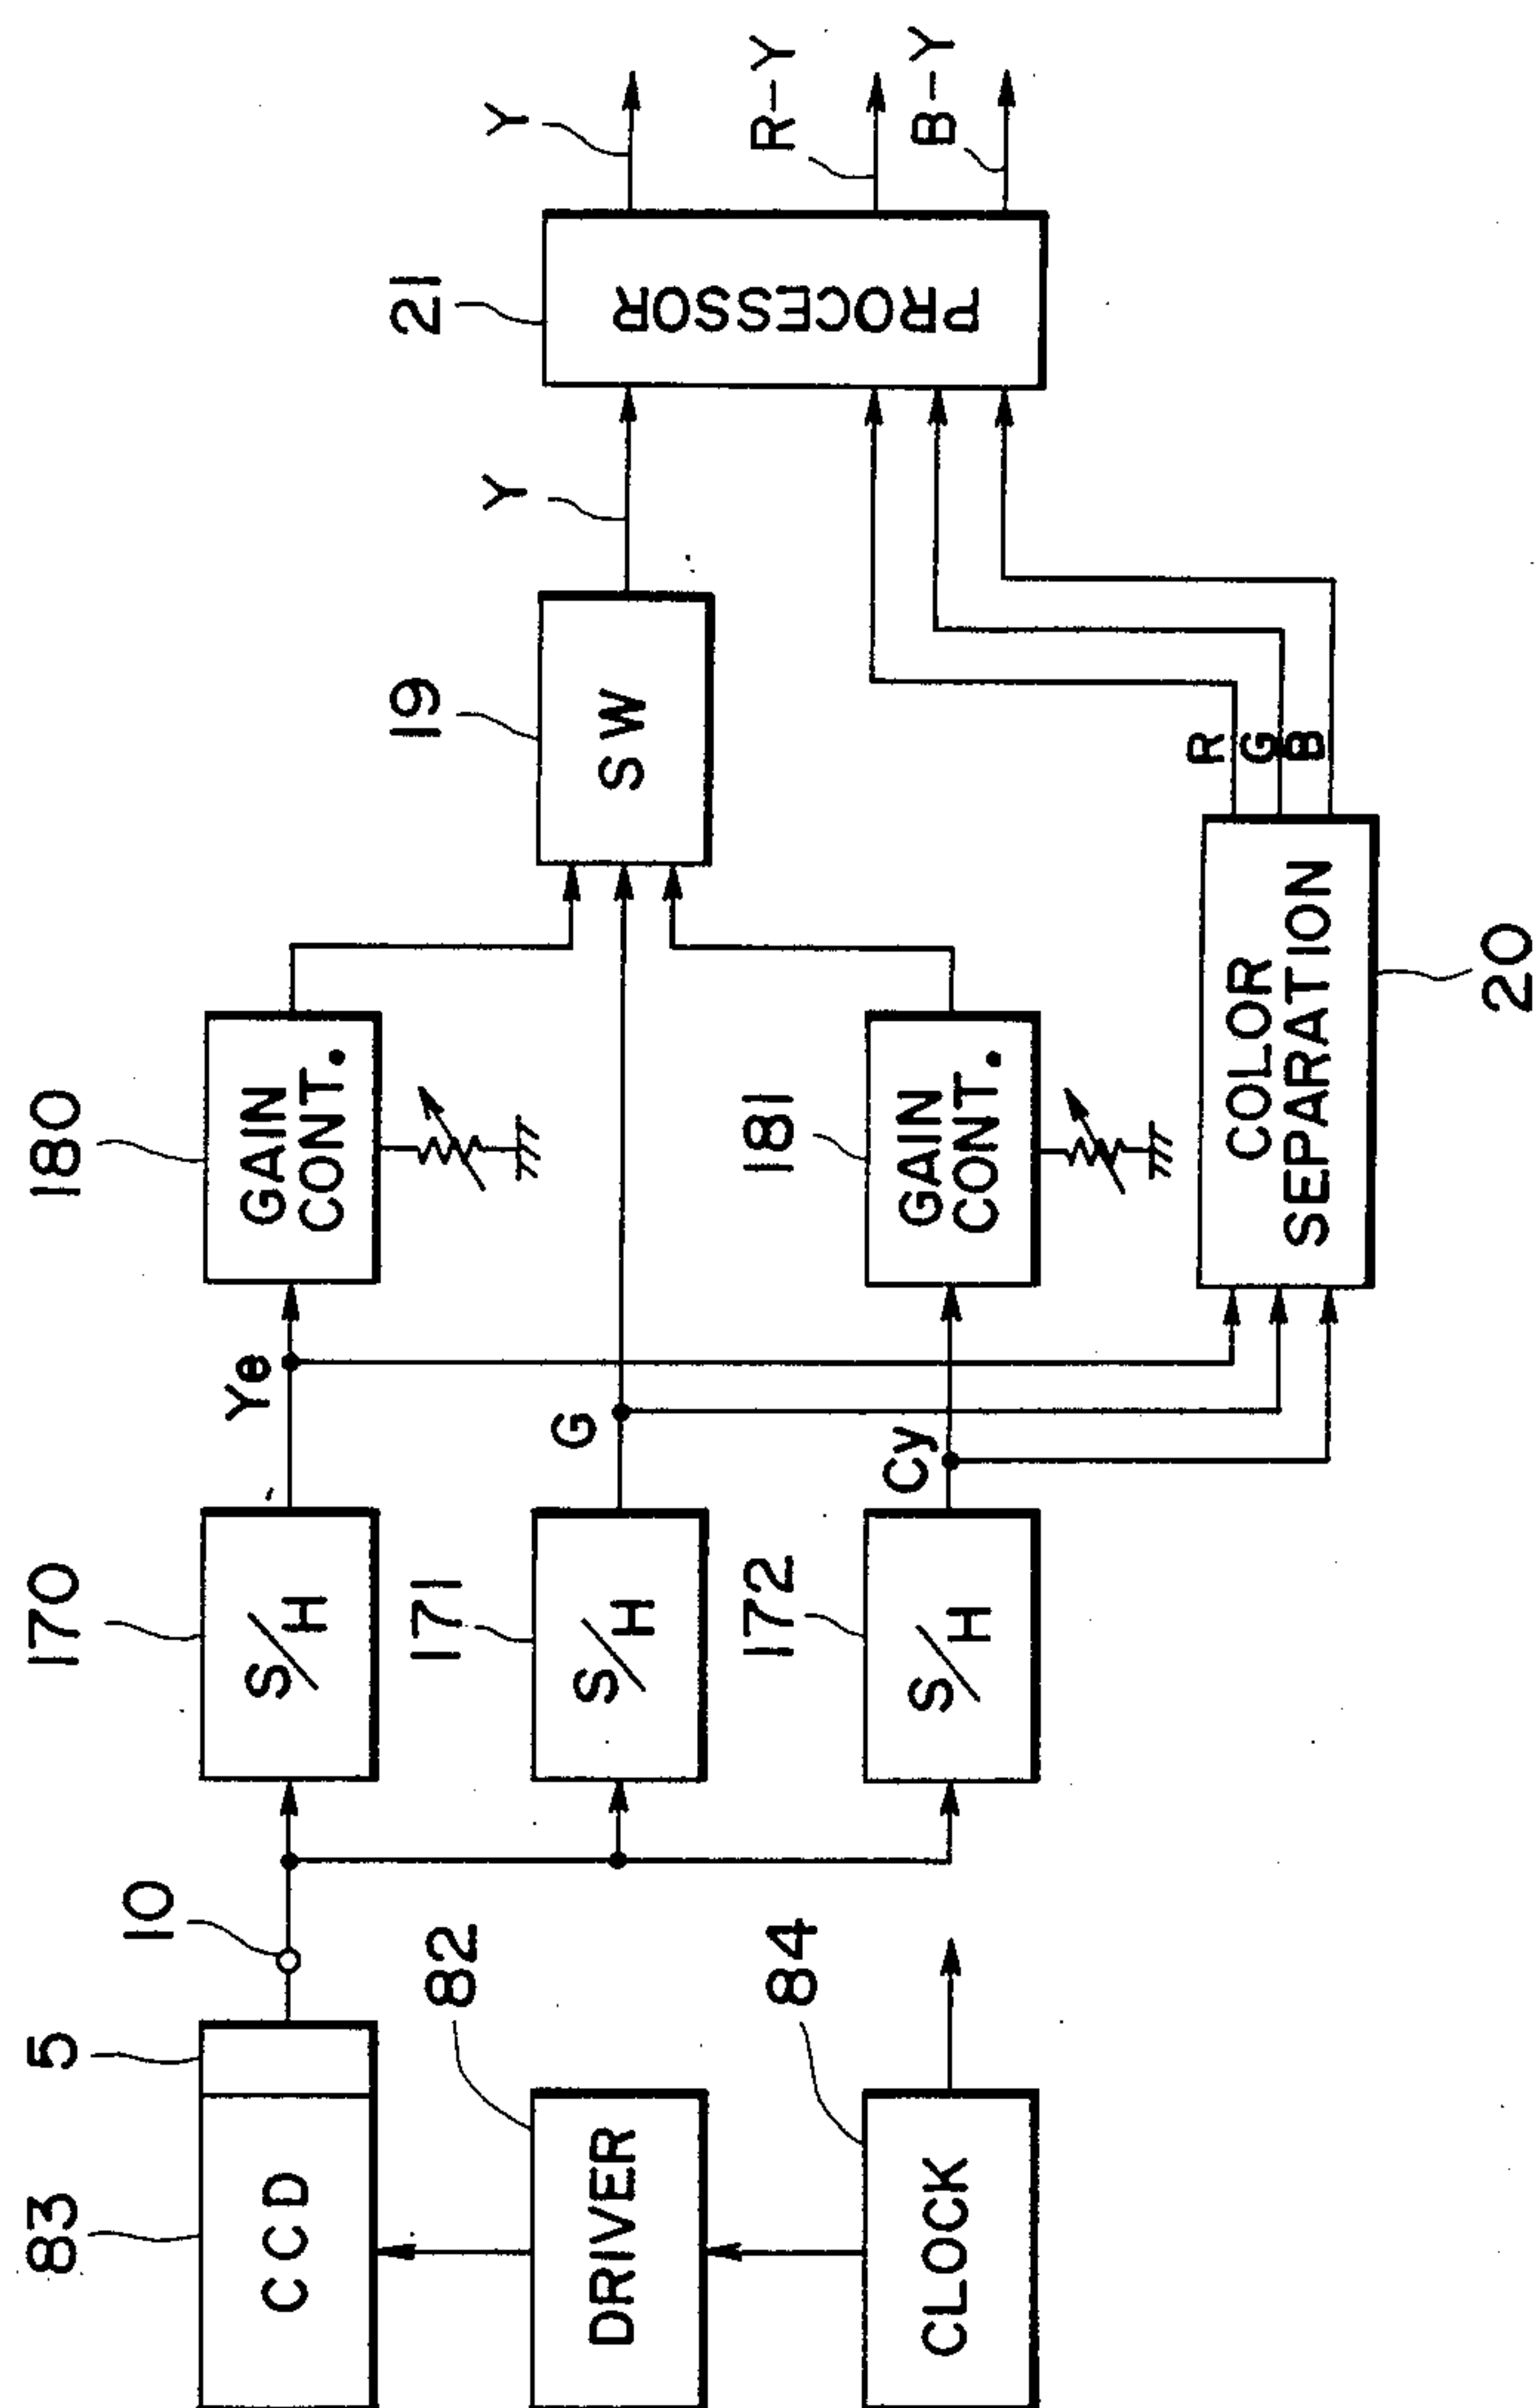 83
5
10
CCD
82
DRIVER
84
CLOCK
170
S/H
171
S/H
172
S/H
Ye
G
Cy
180
GAIN
CONT.
181
GAIN
CONT.
COLOR
SEPARATION
20
R
G
B
19
SW
Y
21
PROCESSOR
Y
R-Y
B-Y